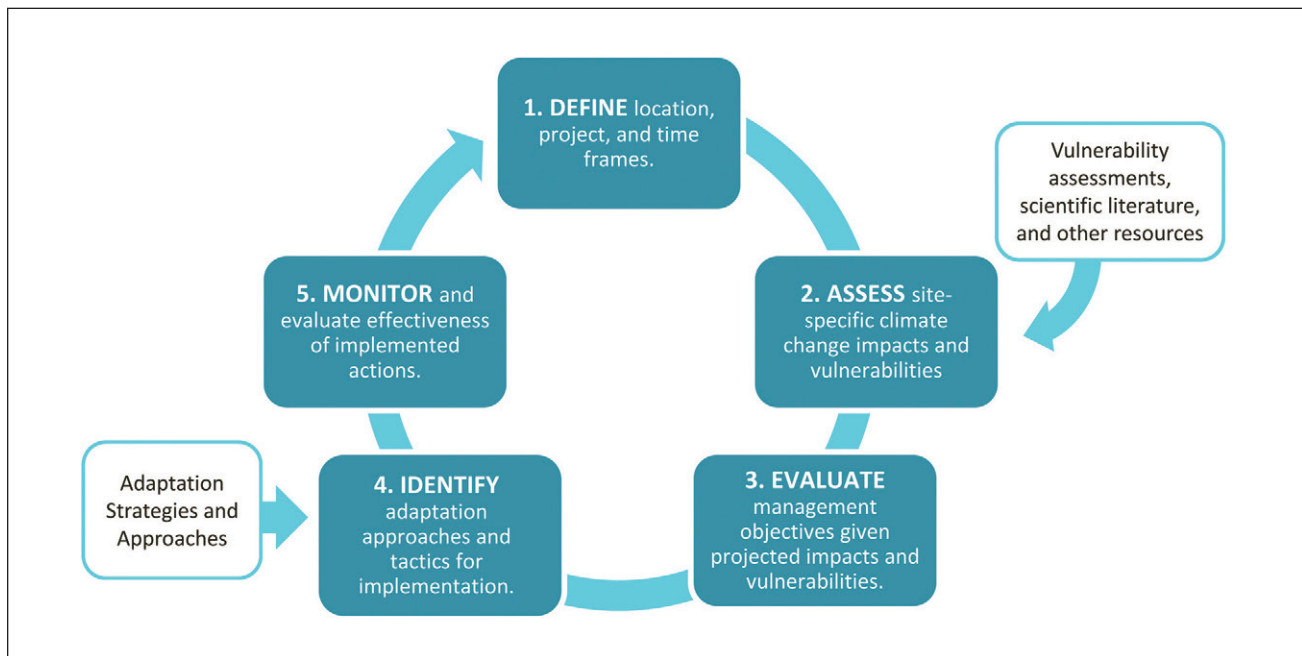 1. DEFINE location,
project, and time
frames.
Vulnerability
assessments,
scientific literature,
and other resources
2. ASSESS site-
specific climate
change impacts and
vulnerabilities
3. EVALUATE
management
objectives given
projected impacts and
vulnerabilities.
4. IDENTIFY
adaptation
approaches and
tactics for
implementation.
Adaptation
Strategies and
Approaches
5. MONITOR and
evaluate effectiveness
of implemented
actions.